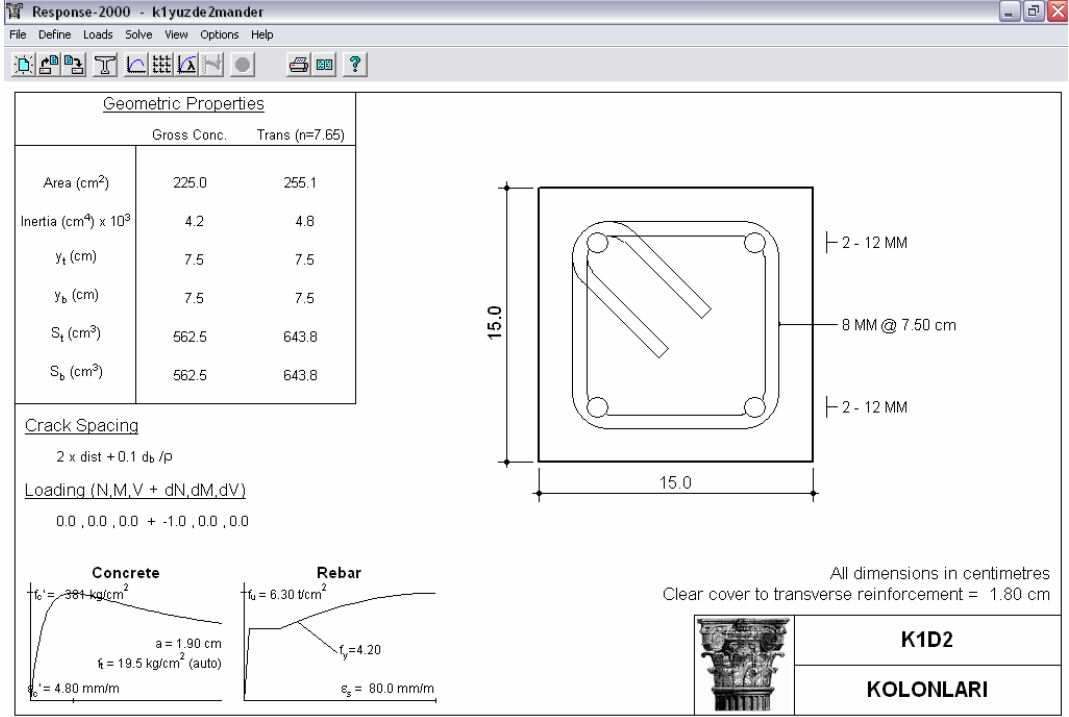 Response-2000 - k1yuzde2mander
File Define Loads Solve View Options Help
Geometric Properties
Gross Conc. Trans (n=7.65)
Area (cm²) 225.0 255.1
Inertia (cm⁴) x 10³ 4.2 4.8
yt (cm) 7.5 7.5
yb (cm) 7.5 7.5
St (cm³) 562.5 643.8
Sb (cm³) 562.5 643.8
Crack Spacing
2 x dist + 0.1 db /ρ
Loading (N,M,V + dN,dM,dV)
0.0 , 0.0 , 0.0 + -1.0 , 0.0 , 0.0
2 - 12 MM
15.0
8 MM @ 7.50 cm
2 - 12 MM
15.0
Concrete
fc' = 381 kg/cm²
a = 1.90 cm
ft = 19.5 kg/cm² (auto)
εc' = 4.80 mm/m
Rebar
fu = 6.30 t/cm²
fy=4.20
εs = 80.0 mm/m
All dimensions in centimetres
Clear cover to transverse reinforcement = 1.80 cm
K1D2
KOLONLARI